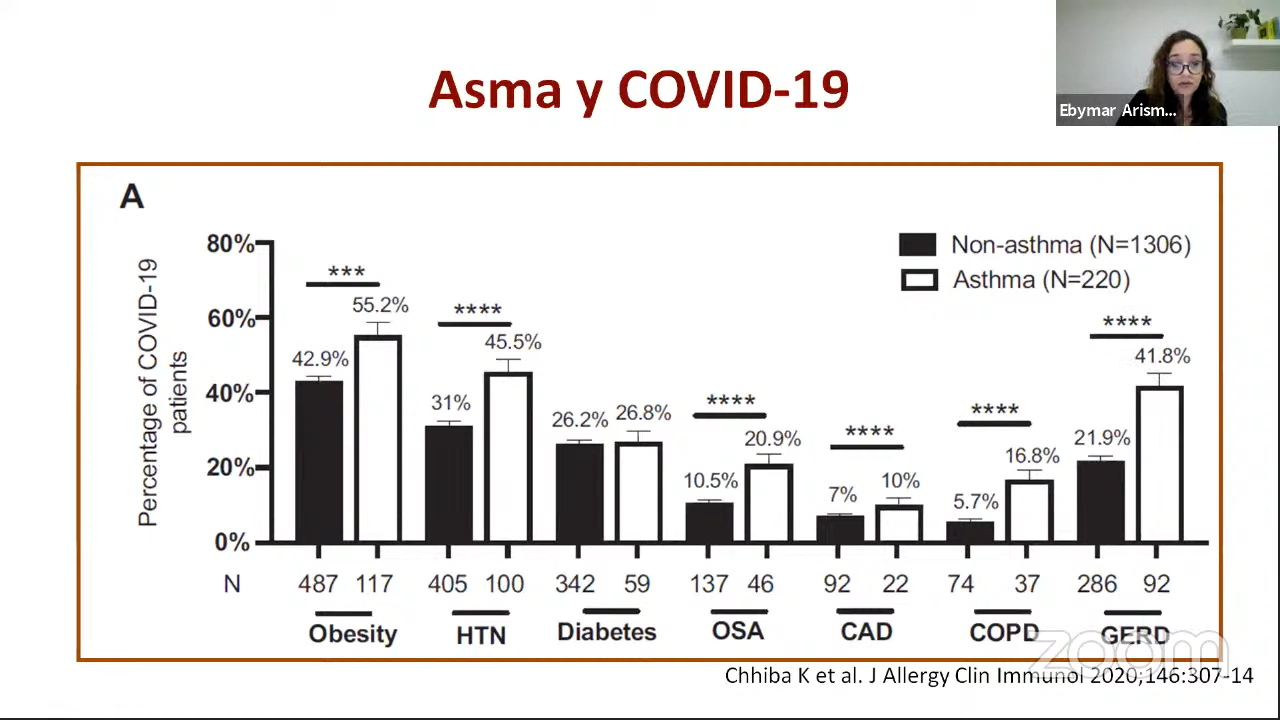 Asma y COVID-19
Ebymar Arism...
A
Percentage of COVID-19
patients
80%
60%
40%
20%
0%
Non-asthma (N=1306)
Asthma (N=220)
*** **** **** **** **** ****
42.9% 55.2% 31% 45.5% 26.2% 26.8% 10.5% 20.9% 7% 10% 5.7% 16.8% 21.9% 41.8%
N 487 117 405 100 342 59 137 46 92 22 74 37 286 92
Obesity HTN Diabetes OSA CAD COPD GERD
zoom
Chhiba K et al. J Allergy Clin Immunol 2020;146:307-14